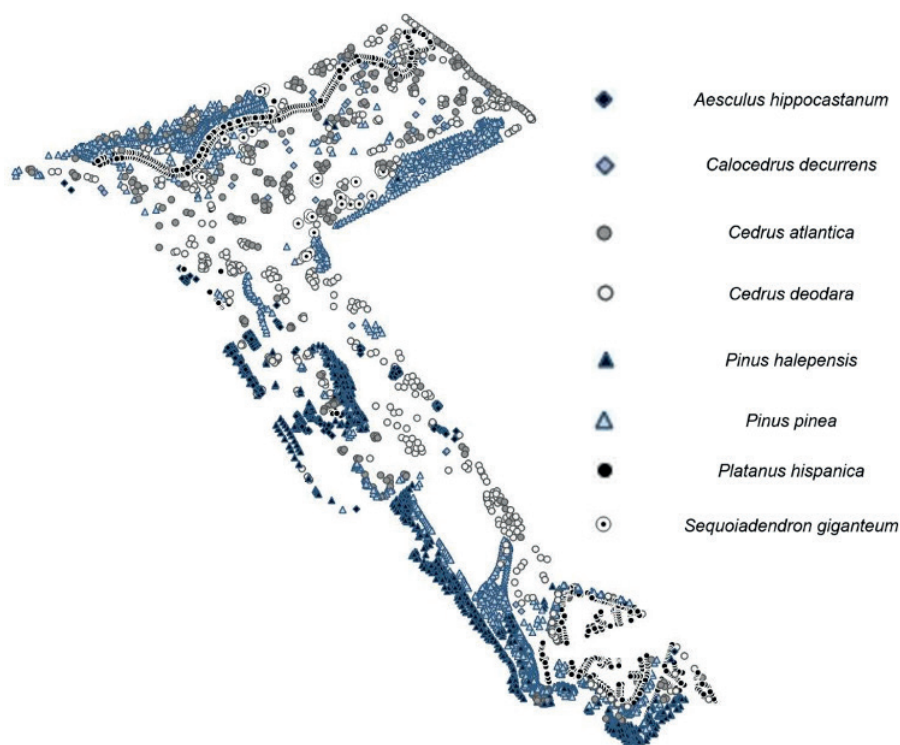 Aesculus hippocastanum
Calocedrus decurrens
Cedrus atlantica
Cedrus deodara
Pinus halepensis
Pinus pinea
Platanus hispanica
Sequoiadendron giganteum